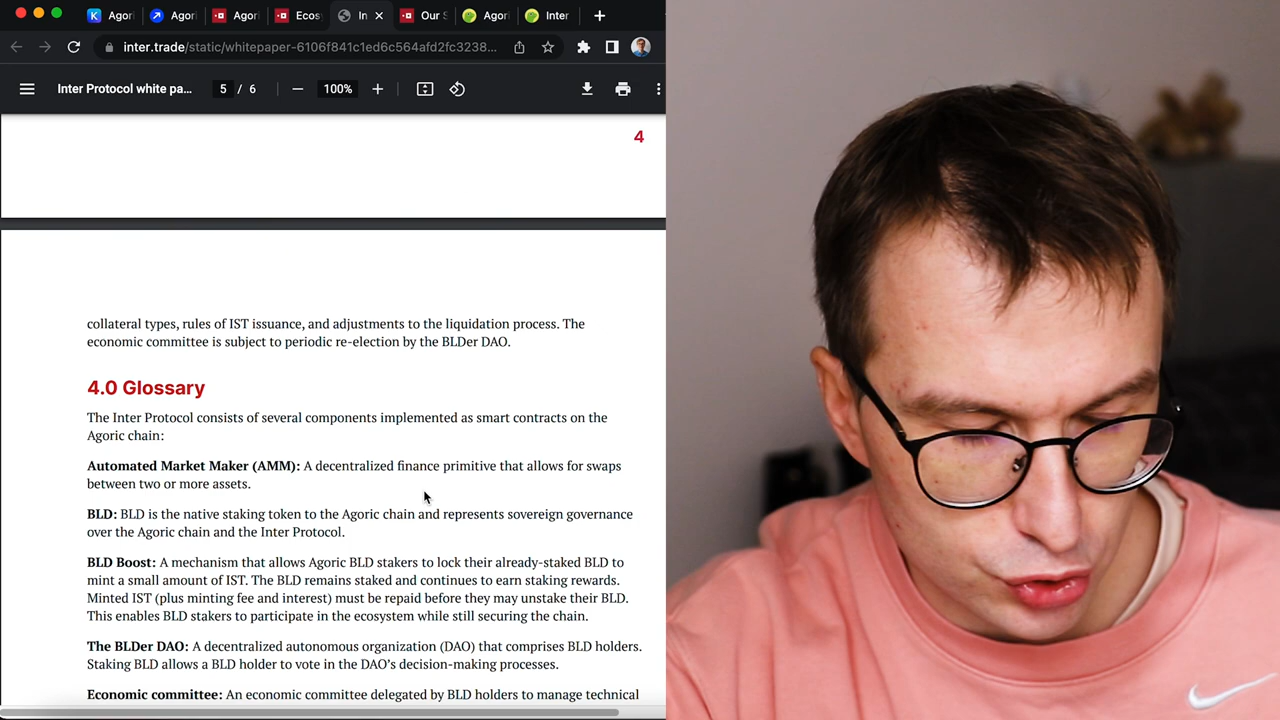 Agori
Agori
Agori
Ecosy
In
Our S
Agori
Inter
inter.trade/static/whitepaper-6106f841c1ed6c564afd2fc3238...
Inter Protocol white pa...
5 / 6
100%
4
collateral types, rules of IST issuance, and adjustments to the liquidation process. The
economic committee is subject to periodic re-election by the BLDer DAO.
4.0 Glossary
The Inter Protocol consists of several components implemented as smart contracts on the
Agoric chain:
Automated Market Maker (AMM): A decentralized finance primitive that allows for swaps
between two or more assets.
BLD: BLD is the native staking token to the Agoric chain and represents sovereign governance
over the Agoric chain and the Inter Protocol.
BLD Boost: A mechanism that allows Agoric BLD stakers to lock their already-staked BLD to
mint a small amount of IST. The BLD remains staked and continues to earn staking rewards.
Minted IST (plus minting fee and interest) must be repaid before they may unstake their BLD.
This enables BLD stakers to participate in the ecosystem while still securing the chain.
The BLDer DAO: A decentralized autonomous organization (DAO) that comprises BLD holders.
Staking BLD allows a BLD holder to vote in the DAO's decision-making processes.
Economic committee: An economic committee delegated by BLD holders to manage technical